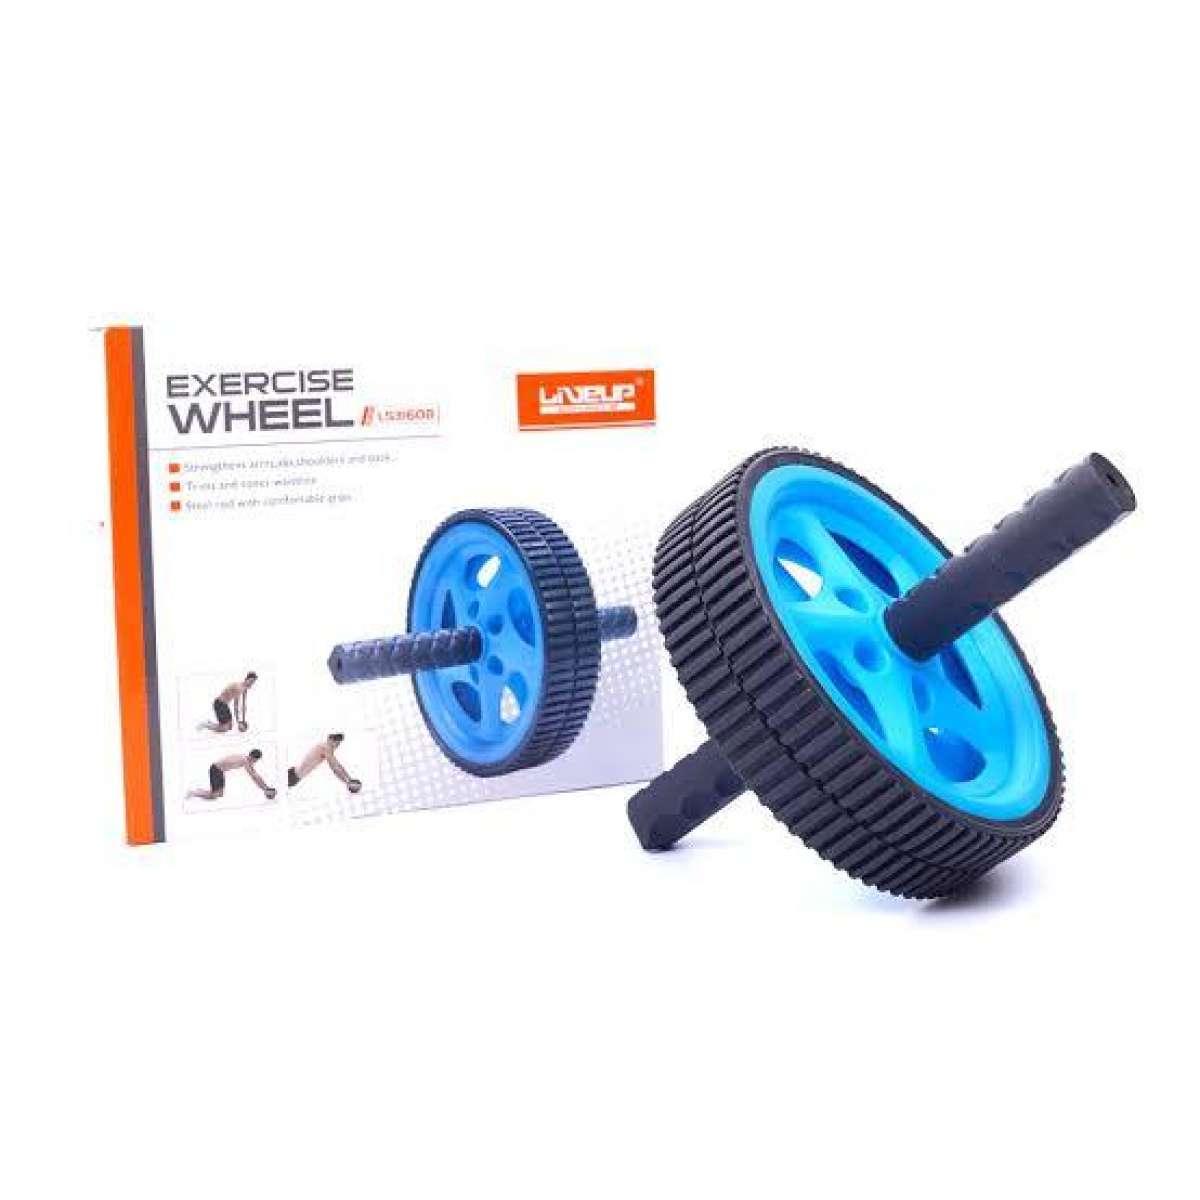 EXERCISE
WHEEL LS3160B
LIVEUP®
Strengthens arms, abs, shoulders and back
Trims and tones waistline
Steel rod with comfortable grips